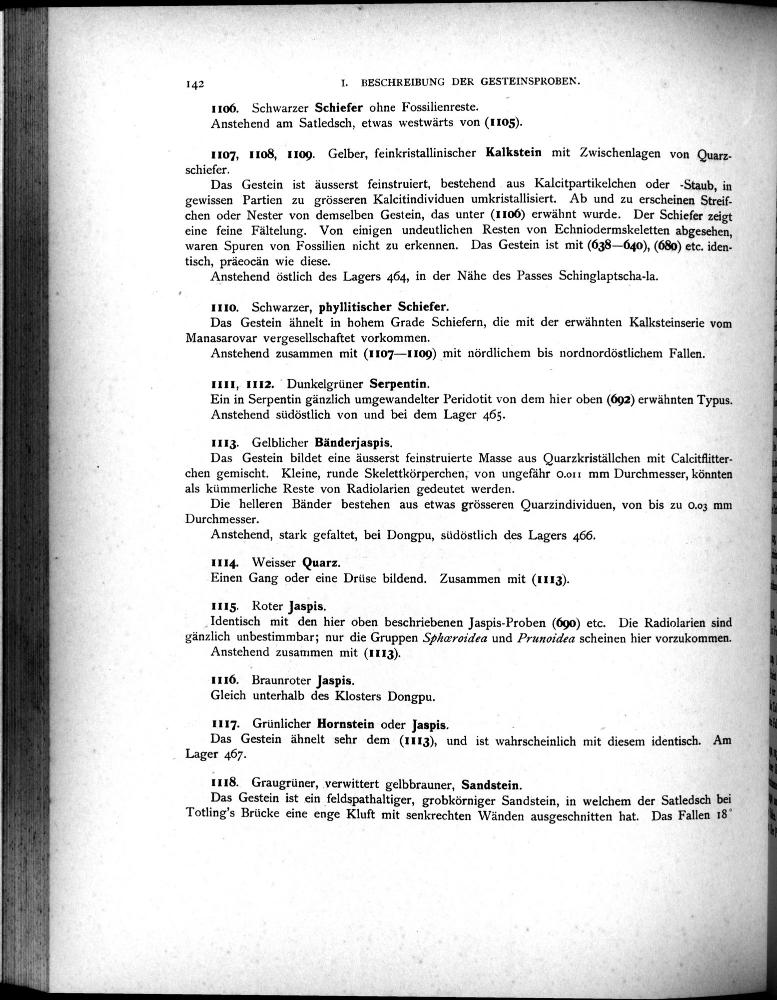 142
I. BESCHREIBUNG DER GESTEINSPROBEN.
1106. Schwarzer Schiefer ohne Fossilienreste.
Anstehend am Satledsch, etwas westwärts von (1105).
1107, 1108, 1109. Gelber, feinkristallinischer Kalkstein mit Zwischenlagen von Quarz-
schiefer.
Das Gestein ist äusserst feinstruiert, bestehend aus Kalcitpartikelchen oder -Staub, in
gewissen Partien zu grösseren Kalcitindividuen umkristallisiert. Ab und zu erscheinen Streif-
chen oder Nester von demselben Gestein, das unter (1106) erwähnt wurde. Der Schiefer zeigt
eine feine Fältelung. Von einigen undeutlichen Resten von Echniodermskeletten abgesehen,
waren Spuren von Fossilien nicht zu erkennen. Das Gestein ist mit (638—640), (680) etc. iden-
tisch, präeocän wie diese.
Anstehend östlich des Lagers 464, in der Nähe des Passes Schinglaptscha-la.
1110. Schwarzer, phyllitischer Schiefer.
Das Gestein ähnelt in hohem Grade Schiefern, die mit der erwähnten Kalksteinserie vom
Manasarovar vergesellschaftet vorkommen.
Anstehend zusammen mit (1107—1109) mit nördlichem bis nordnordöstlichem Fallen.
1111, 1112. Dunkelgrüner Serpentin.
Ein in Serpentin gänzlich umgewandelter Peridotit von dem hier oben (692) erwähnten Typus.
Anstehend südöstlich von und bei dem Lager 465.
1113. Gelblicher Bänderjaspis.
Das Gestein bildet eine äusserst feinstruierte Masse aus Quarzkriställchen mit Calcitflitter-
chen gemischt. Kleine, runde Skelettkörperchen, von ungefähr 0.011 mm Durchmesser, könnten
als kümmerliche Reste von Radiolarien gedeutet werden.
Die helleren Bänder bestehen aus etwas grösseren Quarzindividuen, von bis zu 0.03 mm
Durchmesser.
Anstehend, stark gefaltet, bei Dongpu, südöstlich des Lagers 466.
1114. Weisser Quarz.
Einen Gang oder eine Drüse bildend. Zusammen mit (1113).
1115. Roter Jaspis.
Identisch mit den hier oben beschriebenen Jaspis-Proben (690) etc. Die Radiolarien sind
gänzlich unbestimmbar; nur die Gruppen Sphæroidea und Prunoidea scheinen hier vorzukommen.
Anstehend zusammen mit (1113).
1116. Braunroter Jaspis.
Gleich unterhalb des Klosters Dongpu.
1117. Grünlicher Hornstein oder Jaspis.
Das Gestein ähnelt sehr dem (1113), und ist wahrscheinlich mit diesem identisch. Am
Lager 467.
1118. Graugrüner, verwittert gelbbrauner, Sandstein.
Das Gestein ist ein feldspathaltiger, grobkörniger Sandstein, in welchem der Satledsch bei
Totling's Brücke eine enge Kluft mit senkrechten Wänden ausgeschnitten hat. Das Fallen 18°